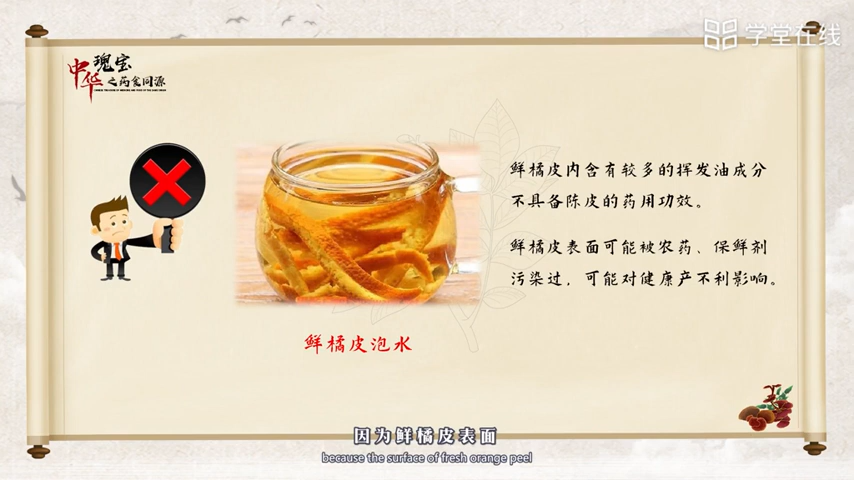 学堂在线
中华瑰宝
之药食同源
鲜橘皮内含有较多的挥发油成分
不具备陈皮的药用功效。
鲜橘皮表面可能被农药、保鲜剂
污染过，可能对健康产不利影响。
鲜橘皮泡水
因为鲜橘皮表面
because the surface of fresh orange peel